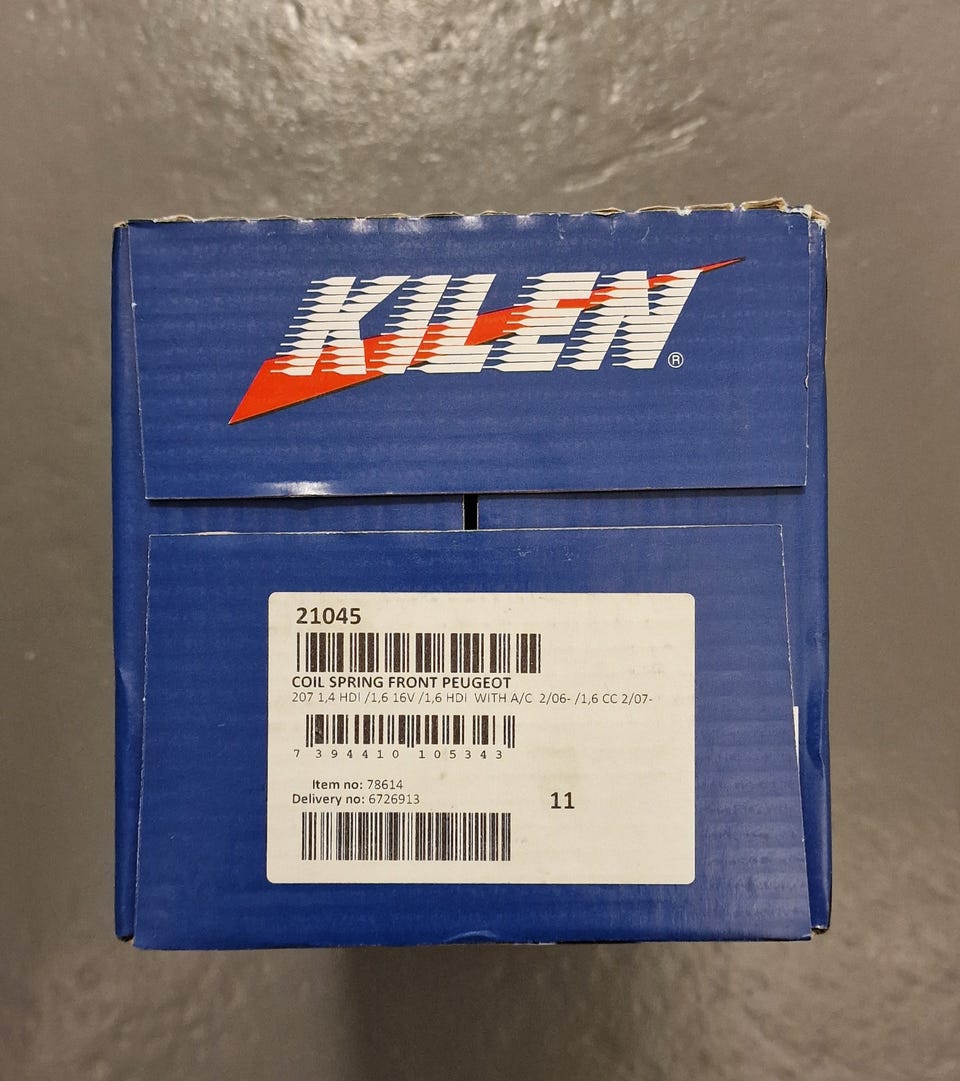 KILEN®
21045
COIL SPRING FRONT PEUGEOT
207 1,4 HDI /1,6 16V /1,6 HDI WITH A/C 2/06- /1,6 CC 2/07-
7 394410 105343
Item no: 78614
Delivery no: 6726913
11